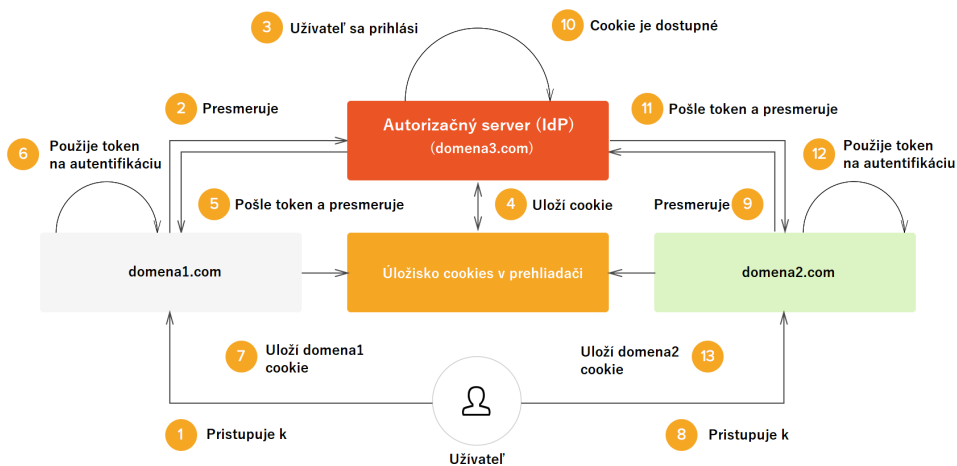 3
Užívateľ sa prihlási
10
Cookie je dostupné
2
Presmeruje
Autorizačný server (IdP)
(domena3.com)
11
Pošle token a presmeruje
6
Použije token
na autentifikáciu
12
Použije token
na autentifikáciu
5
Pošle token a presmeruje
4
Uloží cookie
Presmeruje
9
domena1.com
Úložisko cookies v prehliadači
domena2.com
7
Uloží domena1
cookie
Uloží domena2
cookie
13
1
Pristupuje k
8
Pristupuje k
Užívateľ